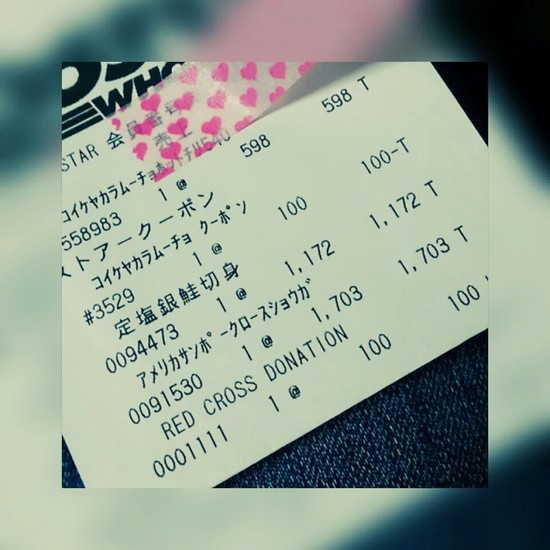 WHO
STAR 会員番号
売上
コイケヤカラムーチョ
558983 1 @ 598 598 T
ストアークーポン
コイケヤカラムーチョ クーポン
#3529 1 @ 100 100-T
定塩銀鮭切身
0094473 1 @ 1,172 1,172 T
アメリカサンポークロースショウガ
0091530 1 @ 1,703 1,703 T
RED CROSS DONATION
0001111 1 @ 100 100